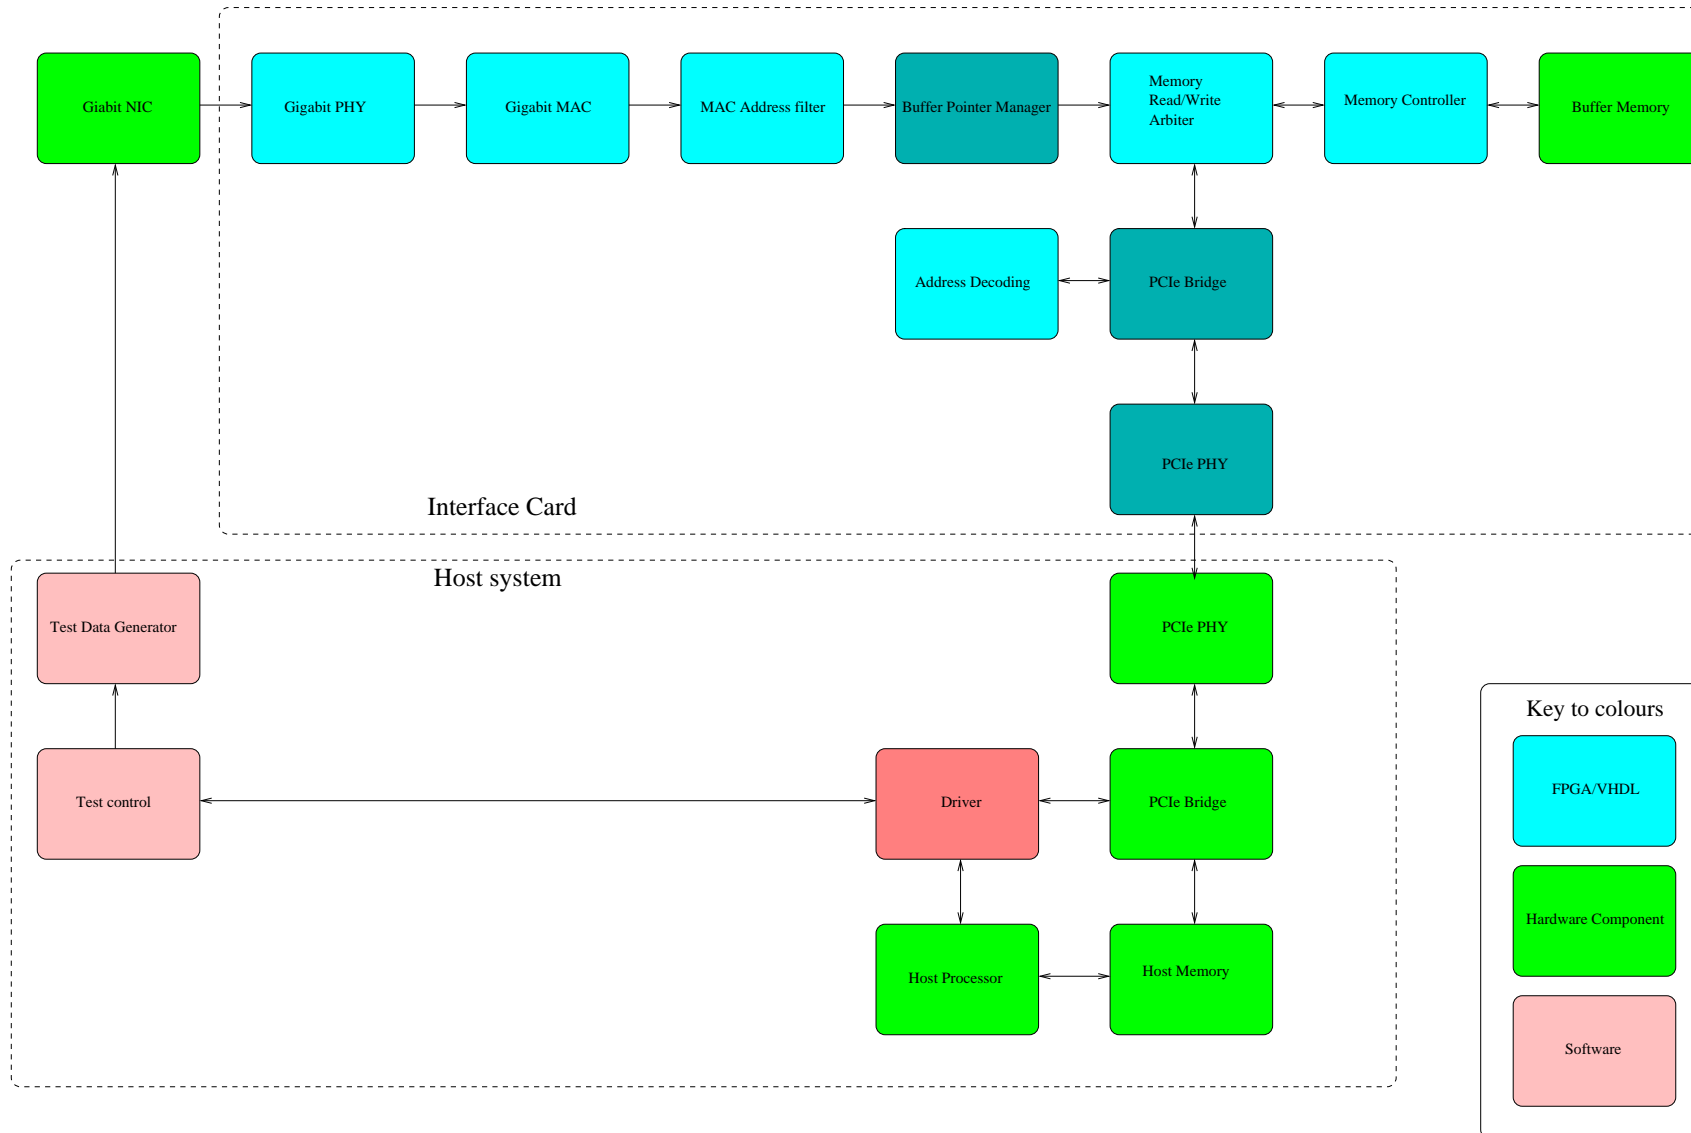 Giabit NIC
Gigabit PHY
Gigabit MAC
MAC Address filter
Buffer Pointer Manager
Memory
Read/Write
Arbiter
Memory Controller
Buffer Memory
Address Decoding
PCIe Bridge
PCIe PHY
Interface Card
Host system
Test Data Generator
PCIe PHY
Test control
Driver
PCIe Bridge
Host Processor
Host Memory
Key to colours
FPGA/VHDL
Hardware Component
Software